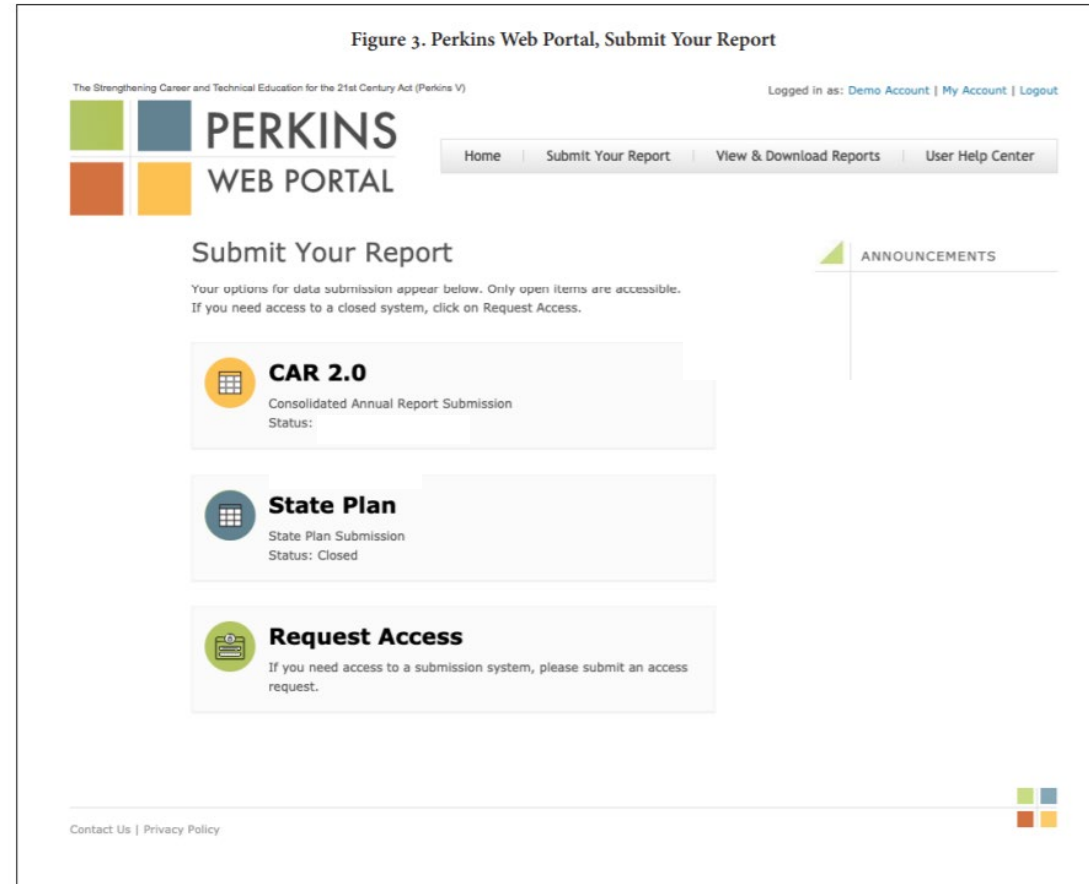 Figure 3. Perkins Web Portal, Submit Your Report
The Strengthening Career and Technical Education for the 21st Century Act (Perkins V)
Logged in as: Demo Account | My Account | Logout
PERKINS
WEB PORTAL
Home | Submit Your Report | View & Download Reports | User Help Center
Submit Your Report
ANNOUNCEMENTS
Your options for data submission appear below. Only open items are accessible.
If you need access to a closed system, click on Request Access.
CAR 2.0
Consolidated Annual Report Submission
Status:
State Plan
State Plan Submission
Status: Closed
Request Access
If you need access to a submission system, please submit an access
request.
Contact Us | Privacy Policy